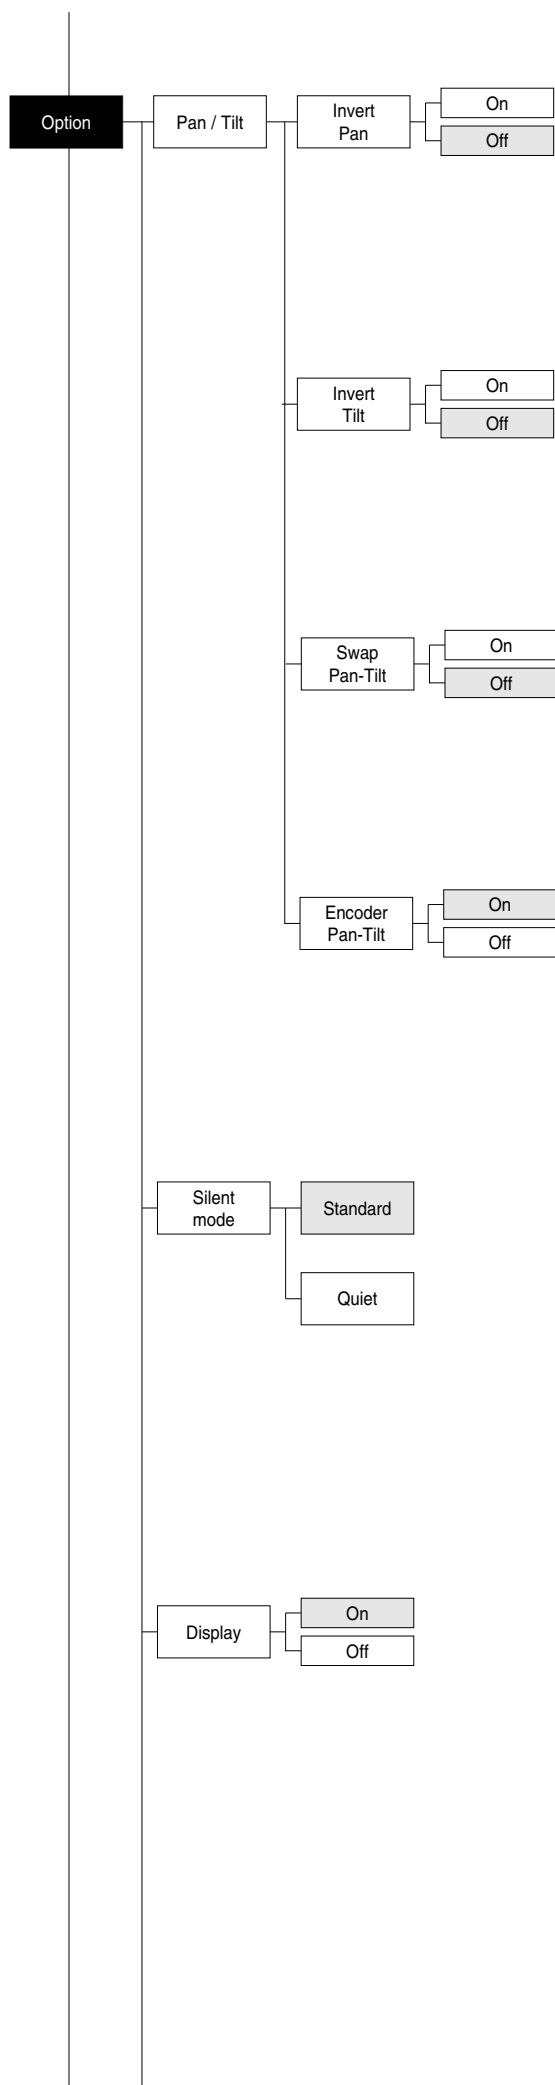 Option
Pan / Tilt
Invert
Pan
On
Off
Invert
Tilt
On
Off
Swap
Pan-Tilt
On
Off
Encoder
Pan-Tilt
On
Off
Silent
mode
Standard
Quiet
Display
On
Off